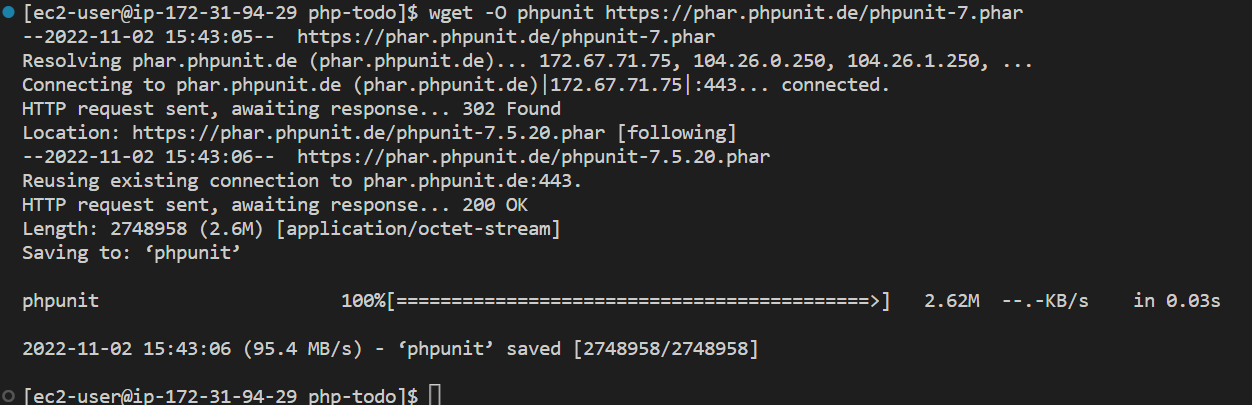 [ec2-user@ip-172-31-94-29 php-todo]$ wget -O phpunit https://phar.phpunit.de/phpunit-7.phar
--2022-11-02 15:43:05--  https://phar.phpunit.de/phpunit-7.phar
Resolving phar.phpunit.de (phar.phpunit.de)... 172.67.71.75, 104.26.0.250, 104.26.1.250, ...
Connecting to phar.phpunit.de (phar.phpunit.de)|172.67.71.75|:443... connected.
HTTP request sent, awaiting response... 302 Found
Location: https://phar.phpunit.de/phpunit-7.5.20.phar [following]
--2022-11-02 15:43:06--  https://phar.phpunit.de/phpunit-7.5.20.phar
Reusing existing connection to phar.phpunit.de:443.
HTTP request sent, awaiting response... 200 OK
Length: 2748958 (2.6M) [application/octet-stream]
Saving to: ‘phpunit’
phpunit                      100%[===========================================>]   2.62M  --.-KB/s    in 0.03s
2022-11-02 15:43:06 (95.4 MB/s) - ‘phpunit’ saved [2748958/2748958]
[ec2-user@ip-172-31-94-29 php-todo]$